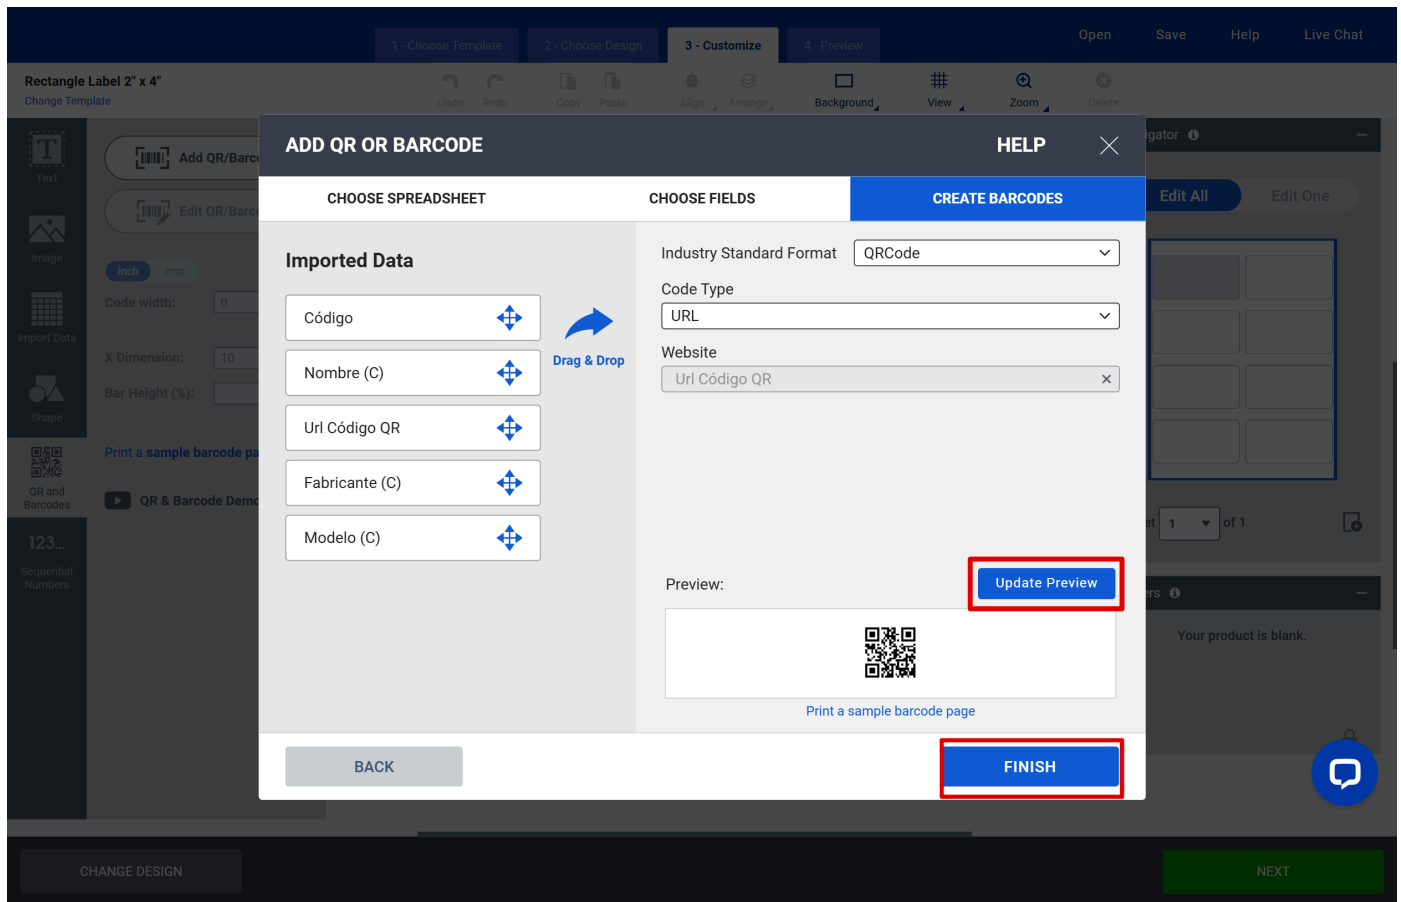 1 - Choose Template
2 - Choose Design
3 - Customize
4 - Preview
Open
Save
Help
Live Chat
Rectangle Label 2" x 4"
Change Template
Undo
Redo
Copy
Paste
Align
Arrange
Background
View
Zoom
Delete
Text
Image
Import Data
Shape
QR and
Barcodes
123...
Sequential
Numbers
Add QR/Barc
Edit QR/Barc
inch
mm
Code width:
0
X Dimension:
10
Bar Height (%):
Print a sample barcode pa
QR & Barcode Demo
ADD QR OR BARCODE
HELP
CHOOSE SPREADSHEET
CHOOSE FIELDS
CREATE BARCODES
Imported Data
Código
Nombre (C)
Url Código QR
Fabricante (C)
Modelo (C)
Drag & Drop
Industry Standard Format
QRCode
Code Type
URL
Website
Url Código QR
Preview:
Update Preview
Print a sample barcode page
BACK
FINISH
igator
Edit All
Edit One
et
1
of 1
ers
Your product is blank.
CHANGE DESIGN
NEXT